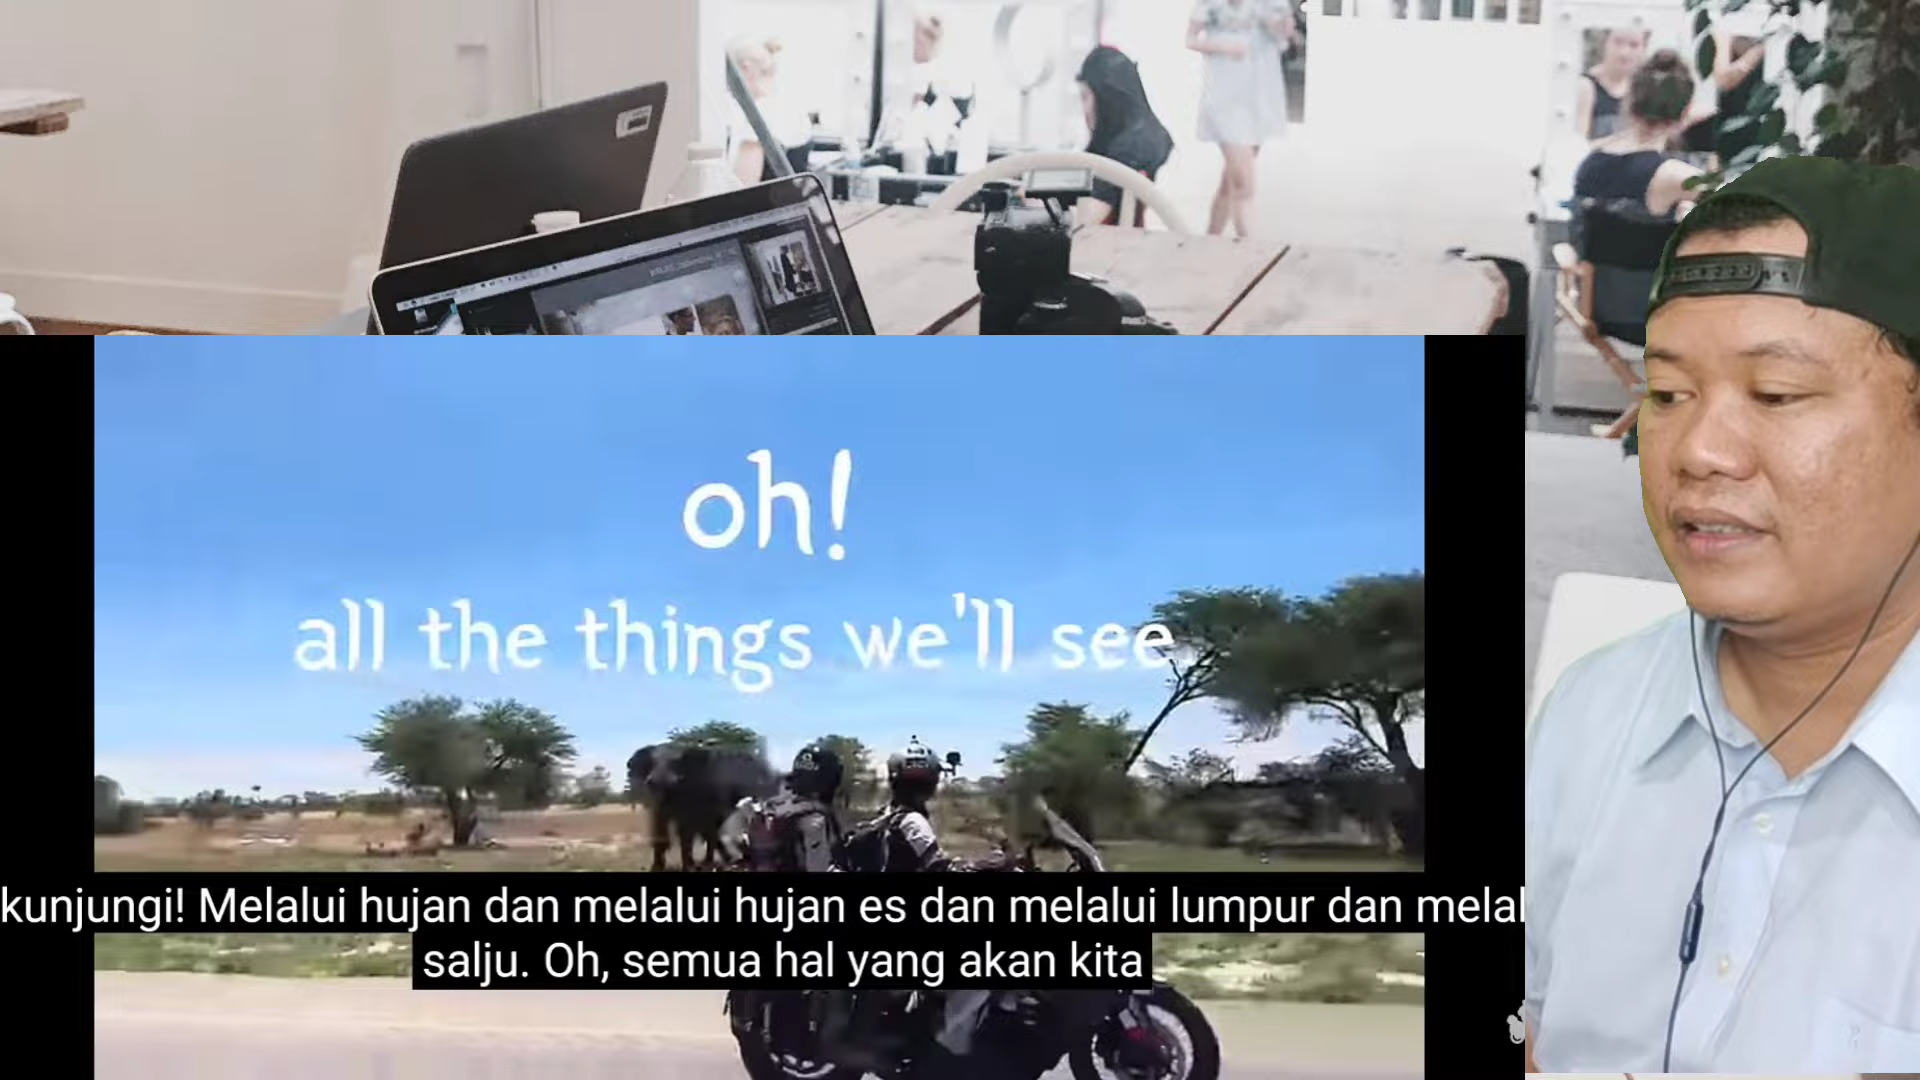 oh!
all the things we'll see
kunjungi! Melalui hujan dan melalui hujan es dan melalui lumpur dan melal
salju. Oh, semua hal yang akan kita